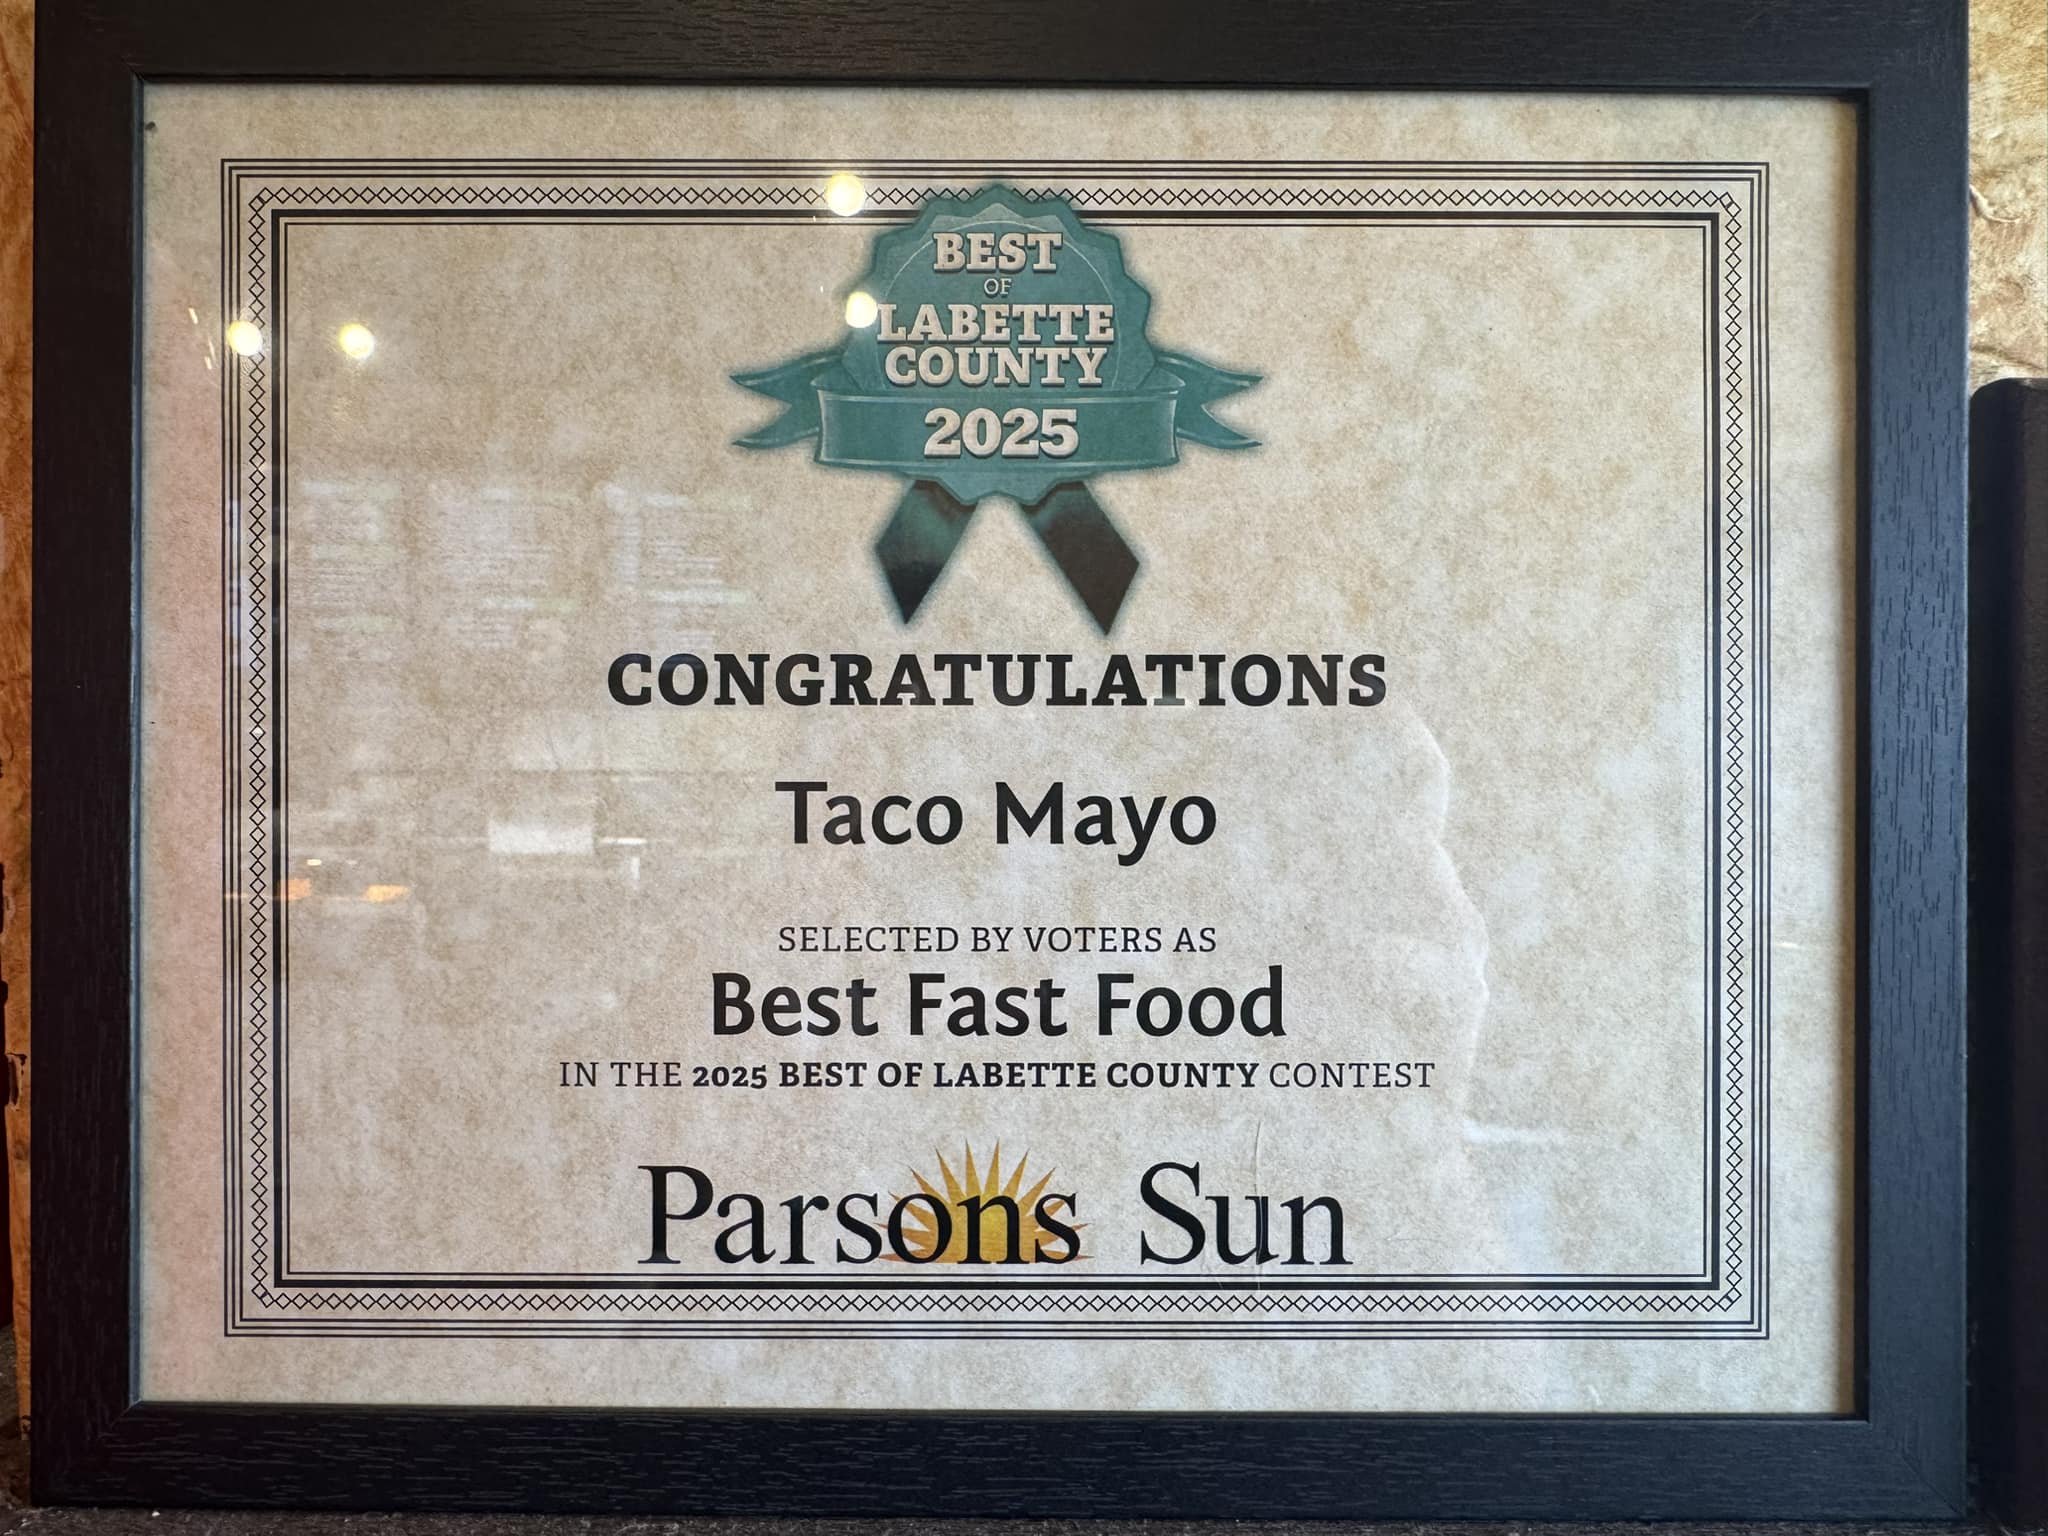 BEST
OF
LABETTE
COUNTY
2025
CONGRATULATIONS
Taco Mayo
SELECTED BY VOTERS AS
Best Fast Food
IN THE 2025 BEST OF LABETTE COUNTY CONTEST
Parsons Sun